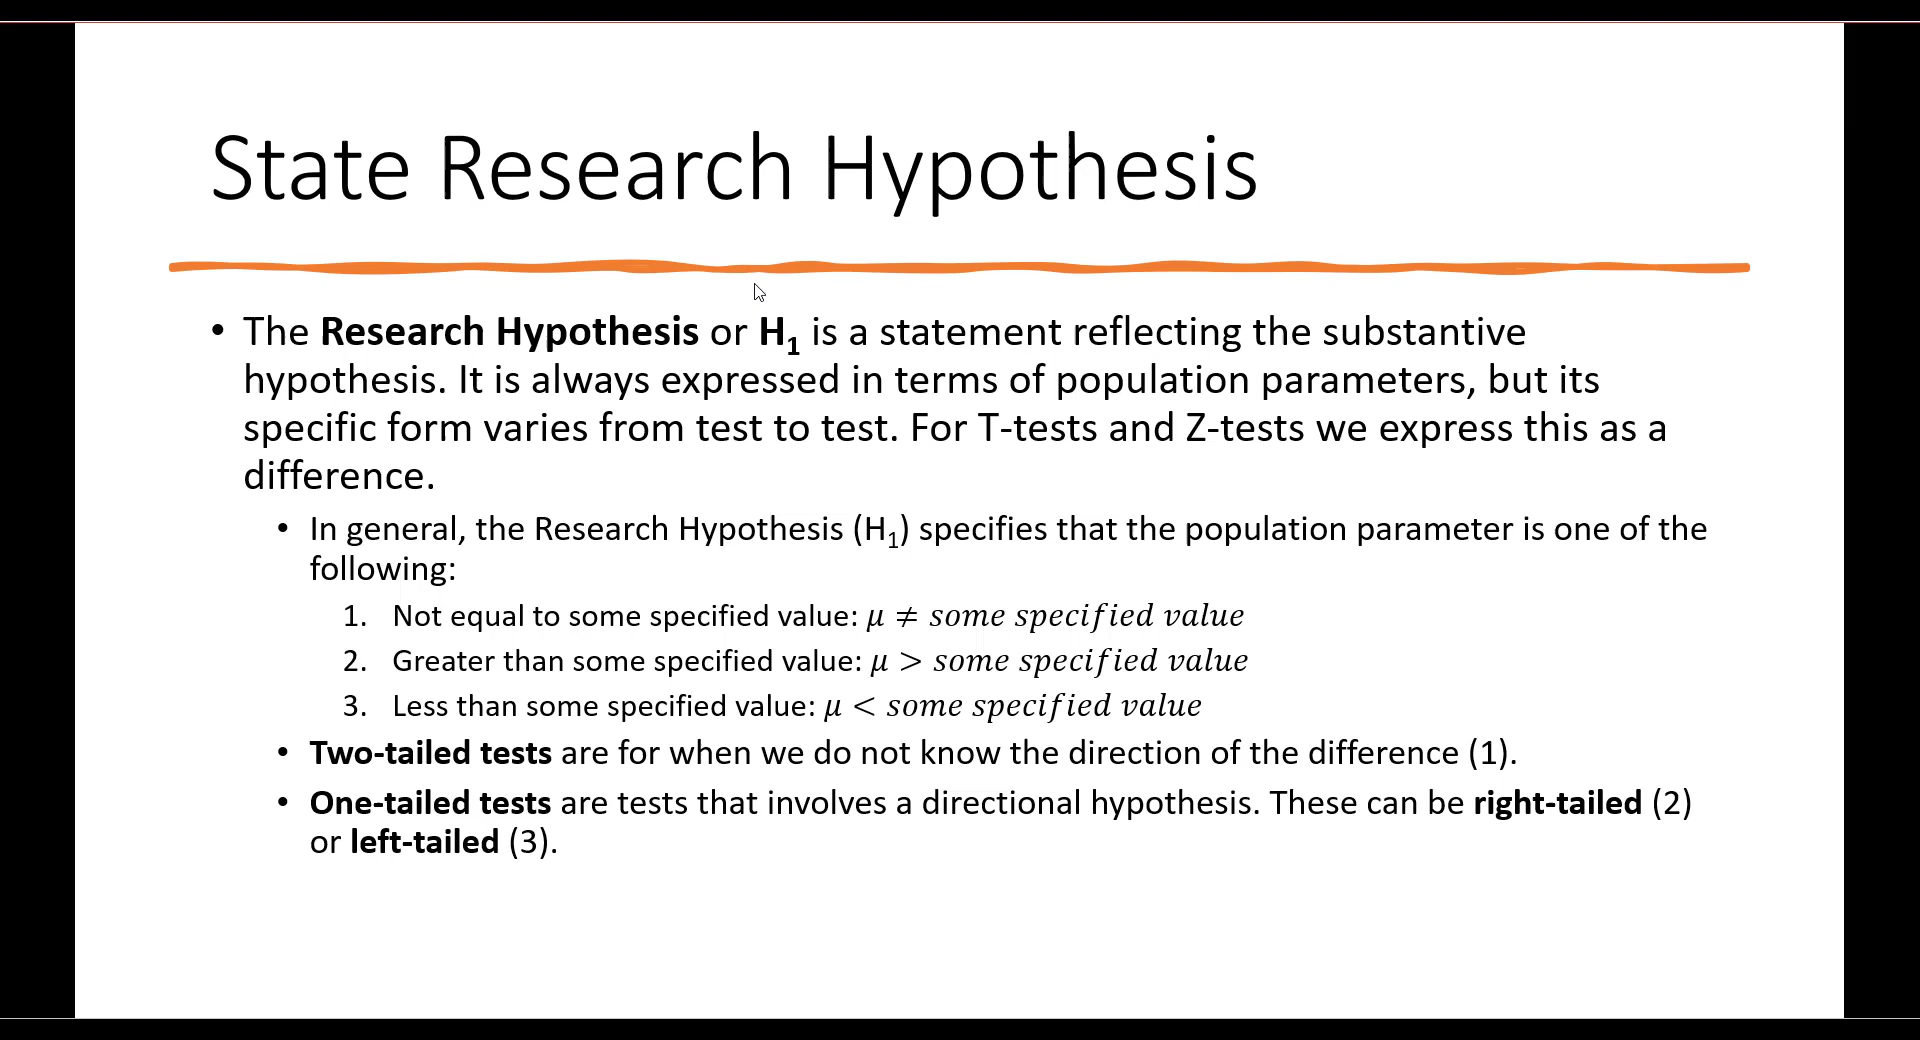 State Research Hypothesis
• The Research Hypothesis or H₁ is a statement reflecting the substantive
hypothesis. It is always expressed in terms of population parameters, but its
specific form varies from test to test. For T-tests and Z-tests we express this as a
difference.
• In general, the Research Hypothesis (H₁) specifies that the population parameter is one of the
following:
1. Not equal to some specified value: μ ≠ some specified value
2. Greater than some specified value: μ > some specified value
3. Less than some specified value: μ < some specified value
• Two-tailed tests are for when we do not know the direction of the difference (1).
• One-tailed tests are tests that involves a directional hypothesis. These can be right-tailed (2)
or left-tailed (3).